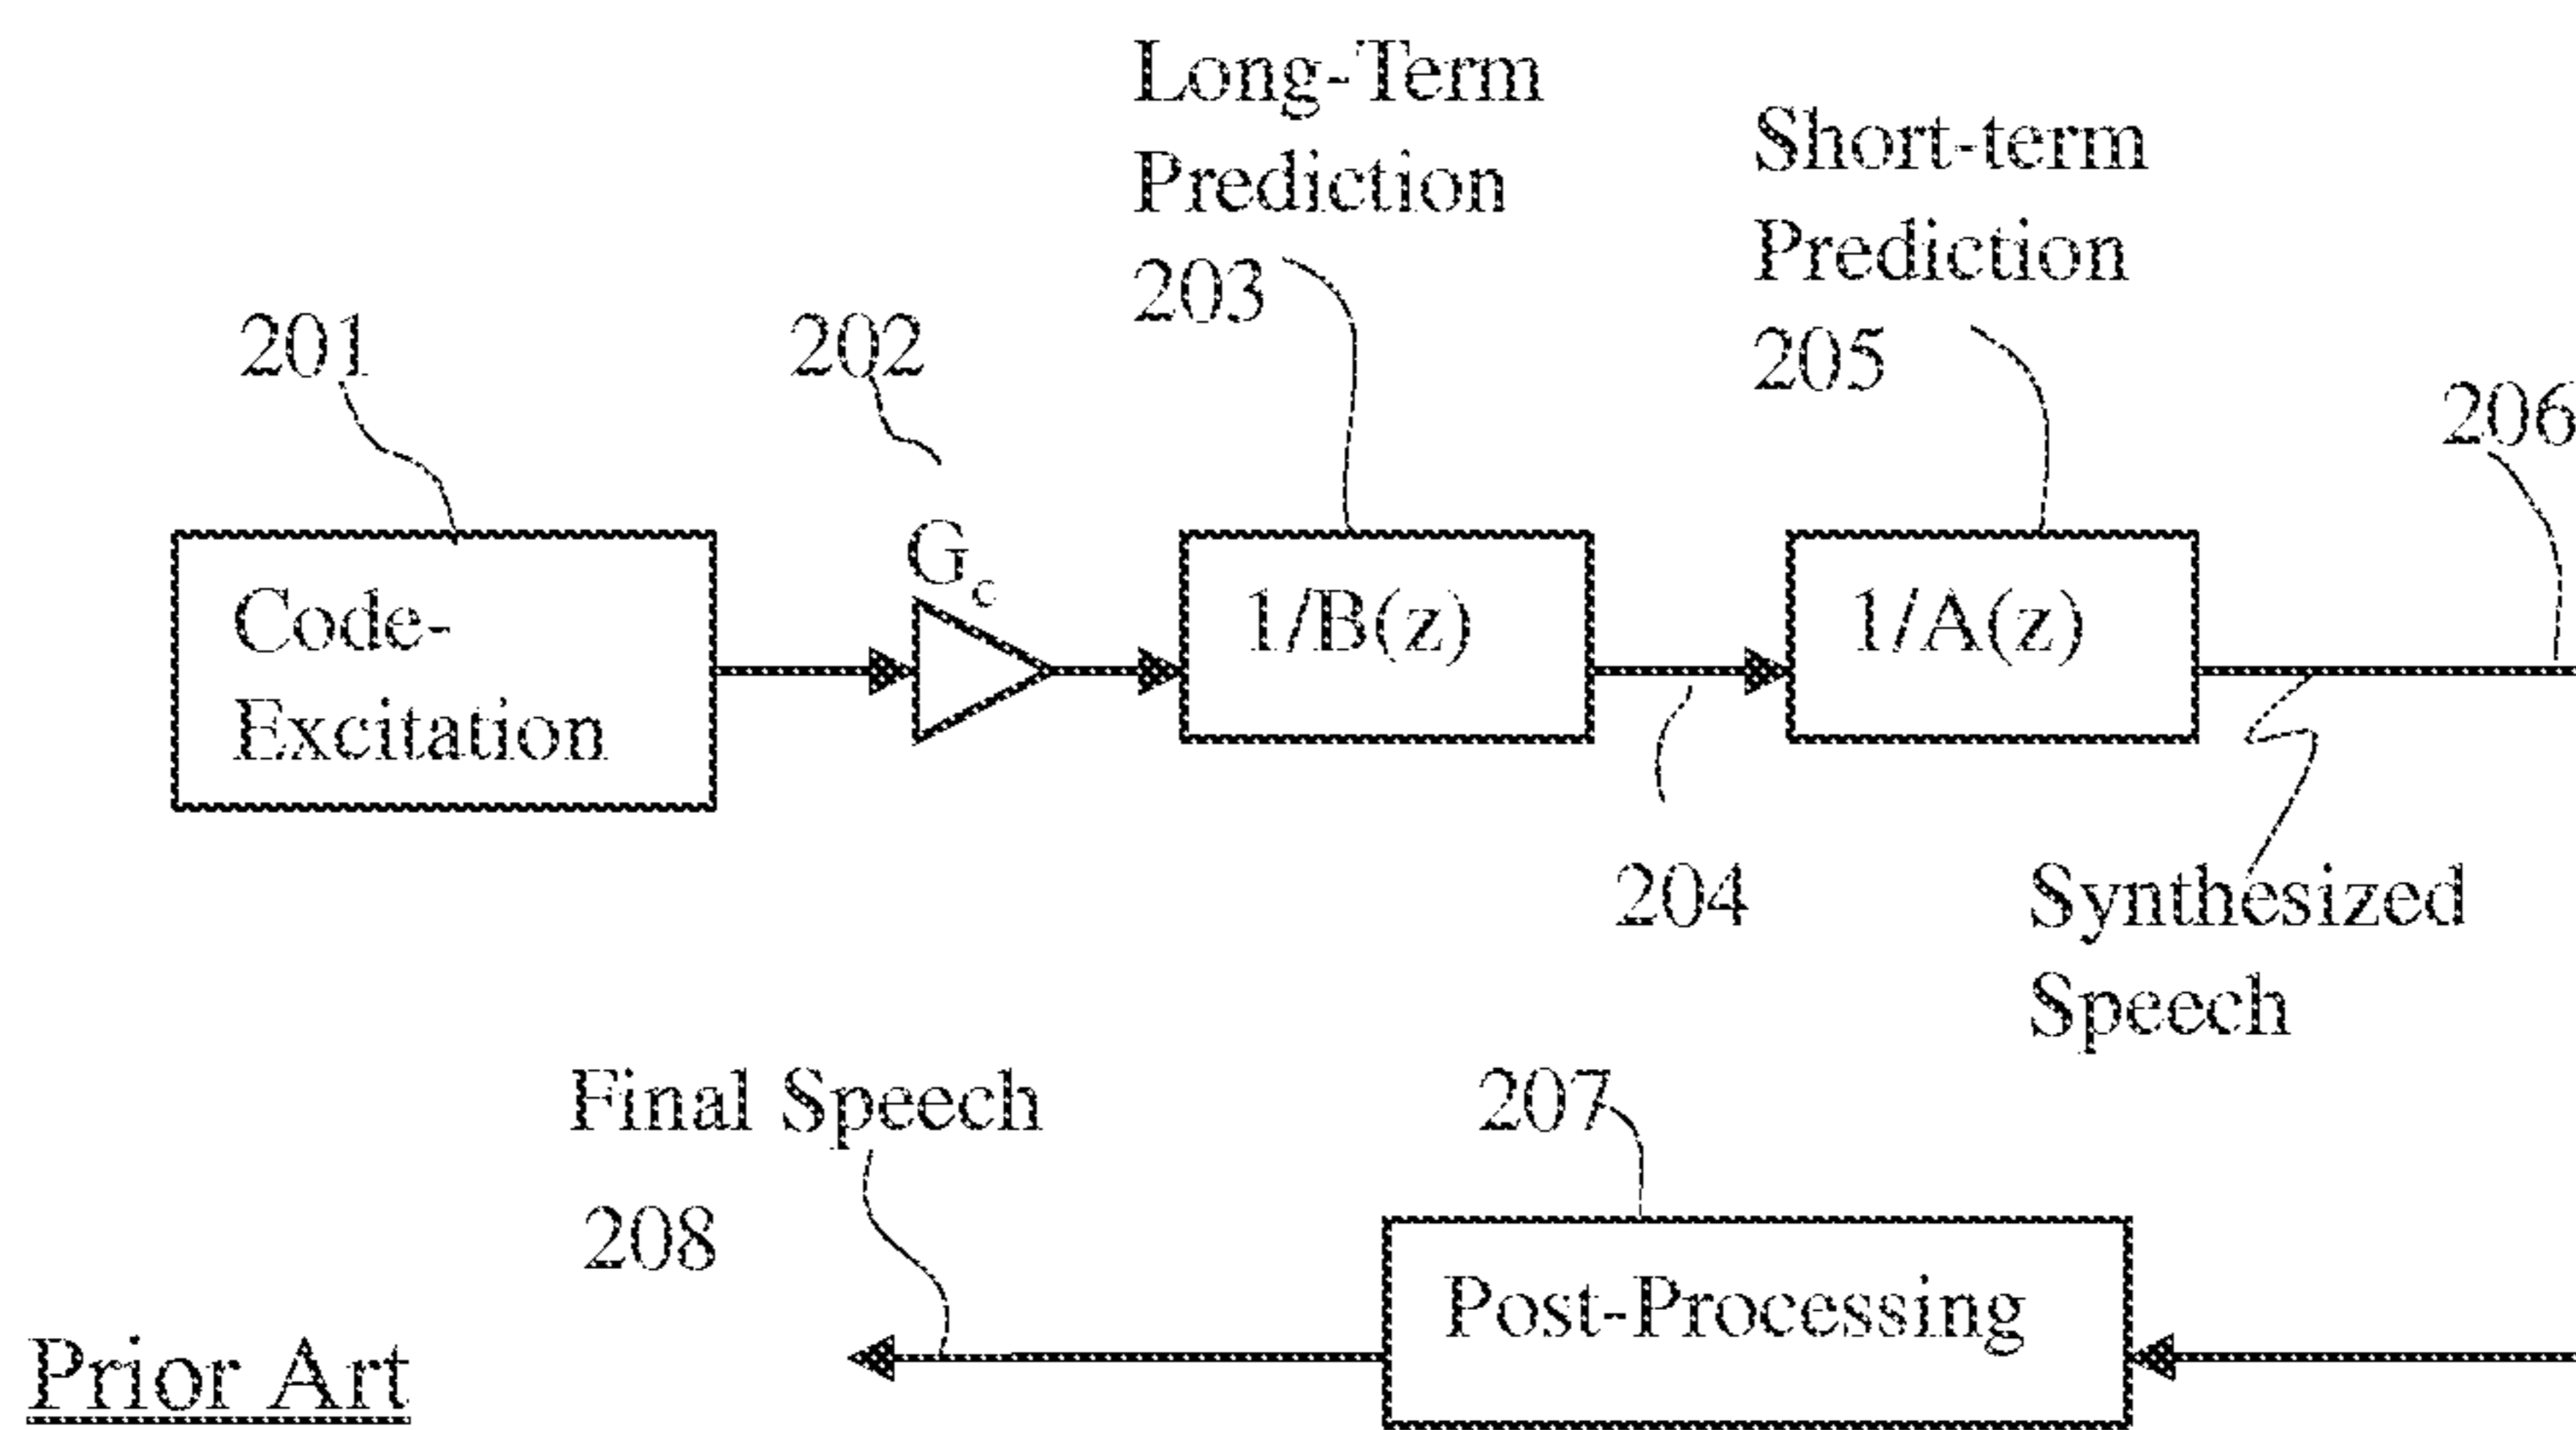 Long-Term
Prediction
203
Short-term
Prediction
205
201
202
206
G_c
Code-
Excitation
1/B(z)
1/A(z)
204
Synthesized
Speech
Final Speech
208
207
Post-Processing
Prior Art